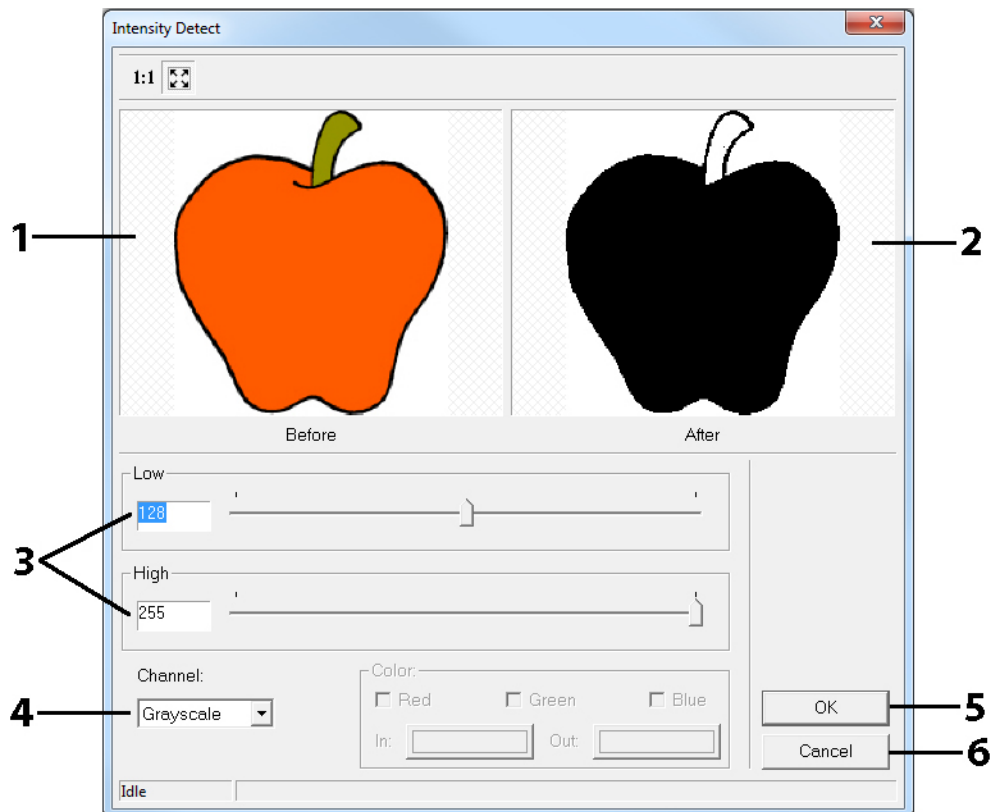 Intensity Detect
1:1
1
2
Before After
Low
128
3
High
255
Channel:
Color:
Red Green Blue
4
Grayscale
In: Out:
OK
5
Cancel
6
Idle